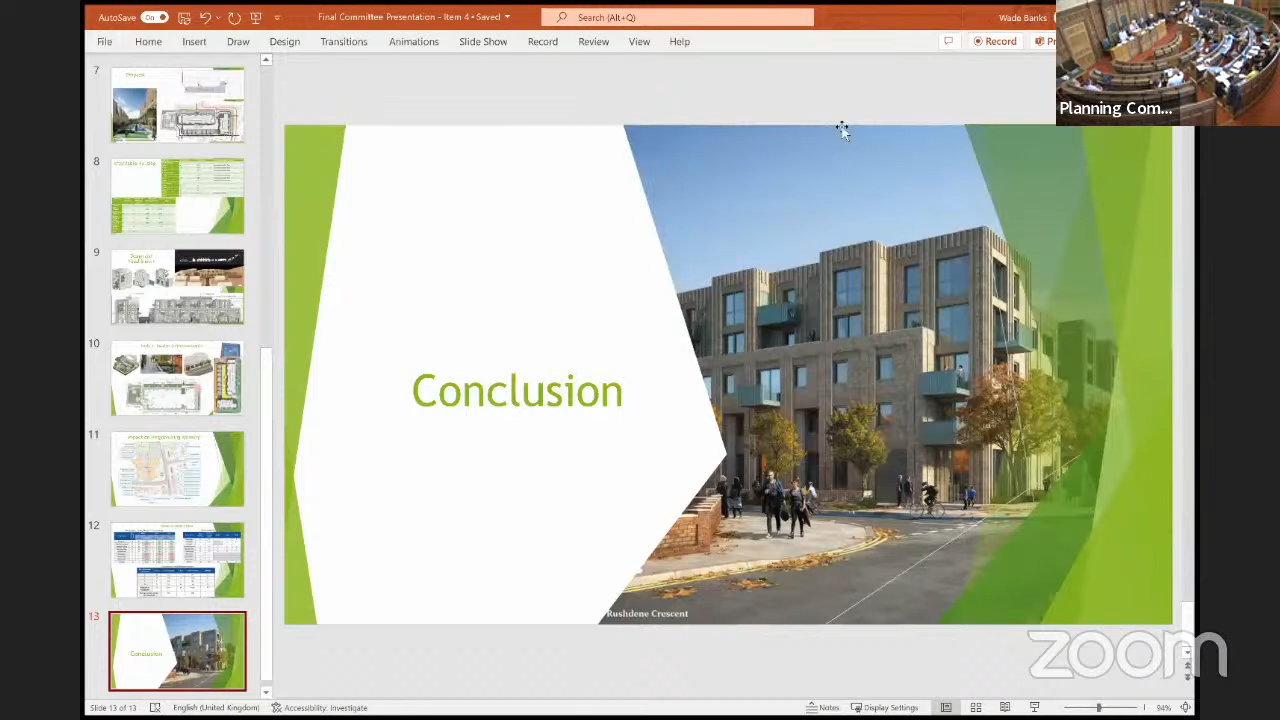 AutoSave On
Final Committee Presentation - Item 4 • Saved
Search (Alt+Q)
Wade Banks
File Home Insert Draw Design Transitions Animations Slide Show Record Review View Help
Record
Planning Com...
7
8
9
10
11
12
13
Conclusion
Conclusion
Rushdene Crescent
zoom
Slide 13 of 13
English (United Kingdom)
Accessibility: Investigate
Notes
Display Settings
94%